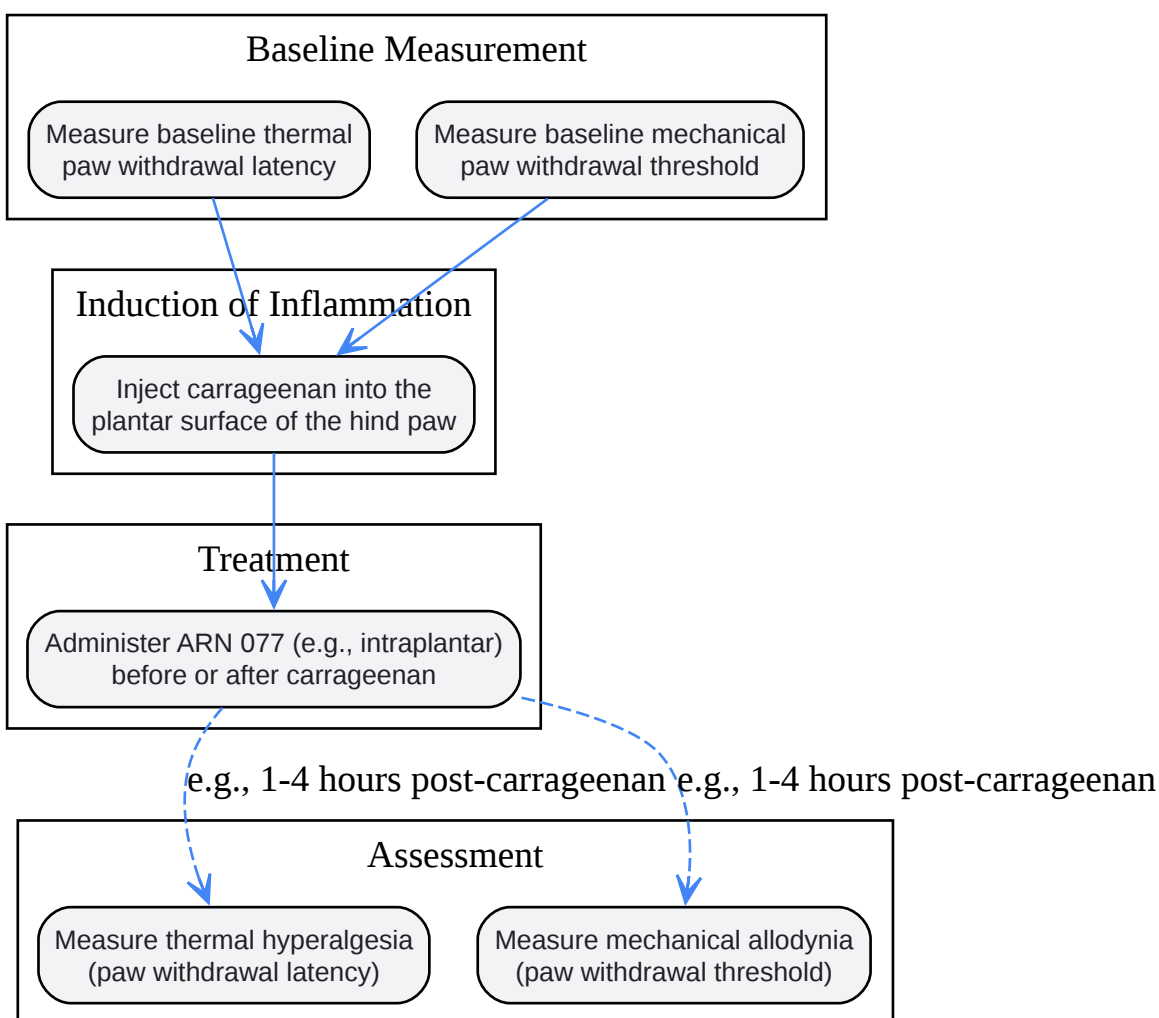 Baseline Measurement
Measure baseline thermal
paw withdrawal latency
Measure baseline mechanical
paw withdrawal threshold
Induction of Inflammation
Inject carrageenan into the
plantar surface of the hind paw
Treatment
Administer ARN 077 (e.g., intraplantar)
before or after carrageenan
e.g., 1-4 hours post-carrageenan
e.g., 1-4 hours post-carrageenan
Assessment
Measure thermal hyperalgesia
(paw withdrawal latency)
Measure mechanical allodynia
(paw withdrawal threshold)